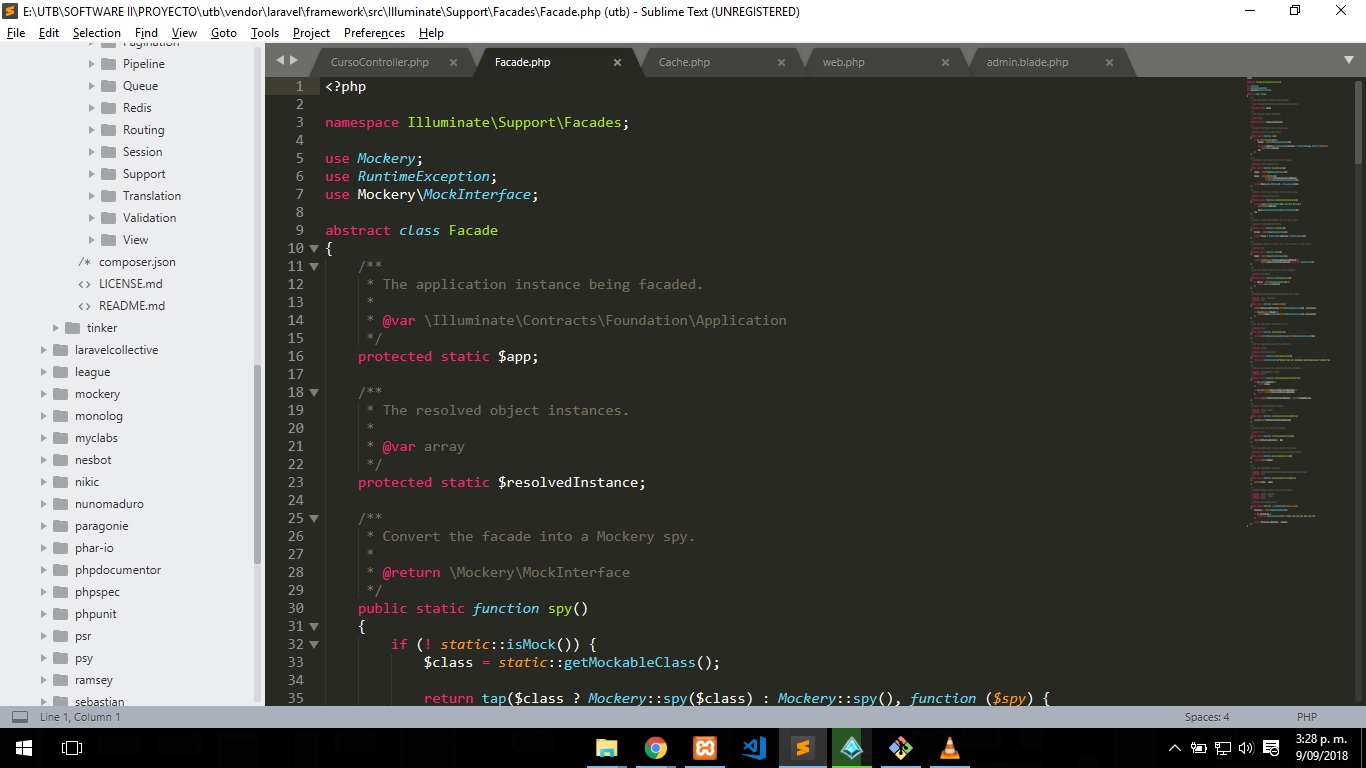 E:\UTB\SOFTWARE II\PROYECTO\utb\vendor\laravel\framework\src\Illuminate\Support\Facades\Facade.php (utb) - Sublime Text (UNREGISTERED)
File Edit Selection Find View Goto Tools Project Preferences Help
Pagination
Pipeline
Queue
Redis
Routing
Session
Support
Translation
Validation
View
/* composer.json
<> LICENSE.md
<> README.md
tinker
laravelcollective
league
mockery
monolog
myclabs
nesbot
nikic
nunomaduro
paragonie
phar-io
phpdocumentor
phpspec
phpunit
psr
psy
ramsey
sebastian
CursoController.php Facade.php Cache.php web.php admin.blade.php
1 <?php
2
3 namespace Illuminate\Support\Facades;
4
5 use Mockery;
6 use RuntimeException;
7 use Mockery\MockInterface;
8
9 abstract class Facade
10 {
11 /**
12 * The application instance being facaded.
13 *
14 * @var \Illuminate\Contracts\Foundation\Application
15 */
16 protected static $app;
17
18 /**
19 * The resolved object instances.
20 *
21 * @var array
22 */
23 protected static $resolvedInstance;
24
25 /**
26 * Convert the facade into a Mockery spy.
27 *
28 * @return \Mockery\MockInterface
29 */
30 public static function spy()
31 {
32 if (! static::isMock()) {
33 $class = static::getMockableClass();
34
35 return tap($class ? Mockery::spy($class) : Mockery::spy(), function ($spy) {
Line 1, Column 1
Spaces: 4
PHP
3:28 p. m.
9/09/2018